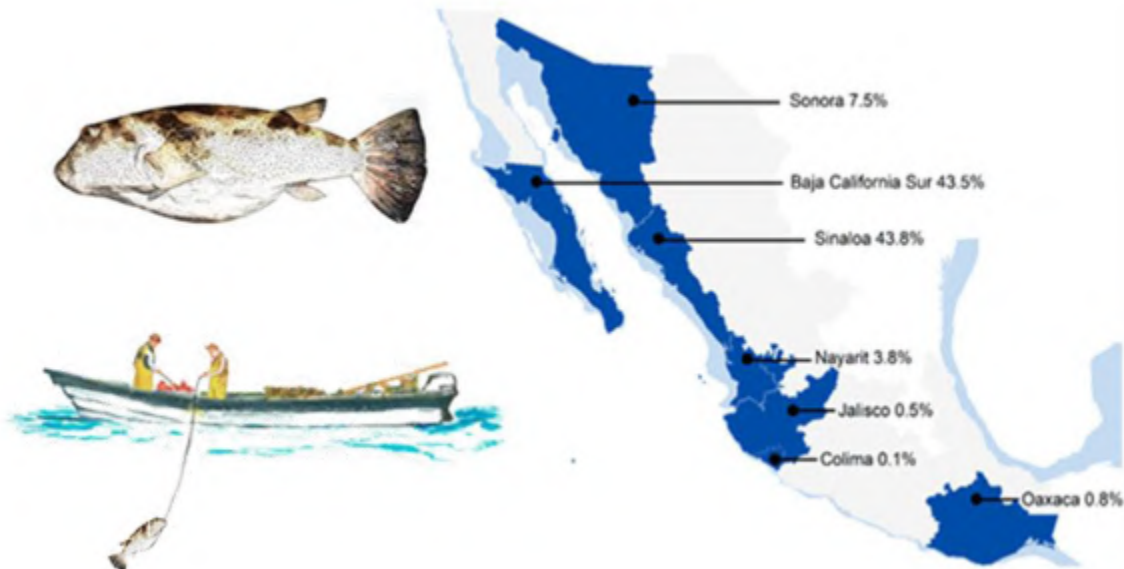 Sonora 7.5%
Baja California Sur 43.5%
Sinaloa 43.8%
Nayarit 3.8%
Jalisco 0.5%
Colima 0.1%
Oaxaca 0.8%